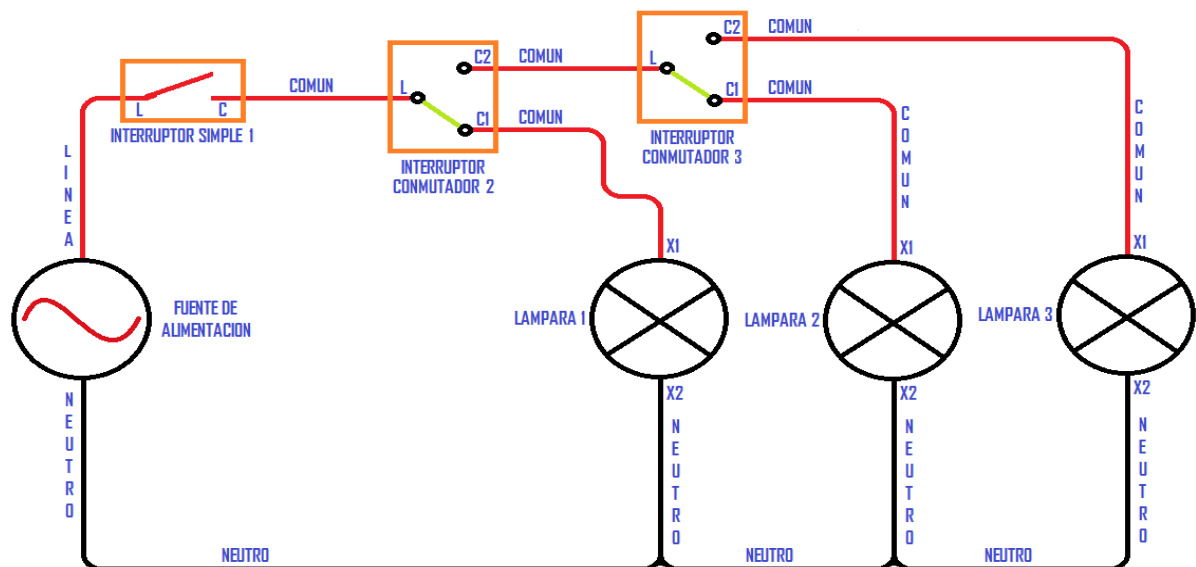 C2
COMUN
L
C1
COMUN
INTERRUPTOR
CONMUTADOR 3
C2
COMUN
L
C1
COMUN
INTERRUPTOR
CONMUTADOR 2
COMUN
L
C
INTERRUPTOR SIMPLE 1
LINEA
COMUN
COMUN
X1
X1
X1
FUENTE DE
ALIMENTACION
LAMPARA 1
LAMPARA 2
LAMPARA 3
X2
X2
X2
NEUTRO
NEUTRO
NEUTRO
NEUTRO
NEUTRO
NEUTRO
NEUTRO